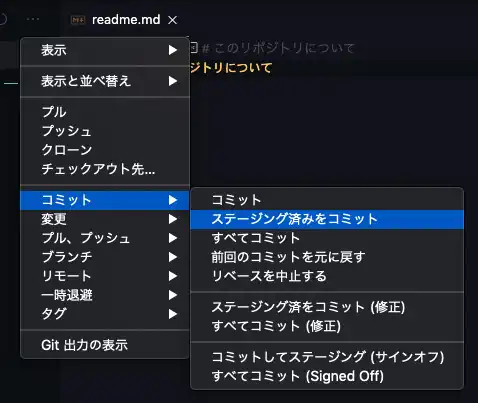 readme.md
# このリポジトリについて
ジトリについて
表示
表示と並べ替え
プル
プッシュ
クローン
チェックアウト先...
コミット
変更
プル、プッシュ
ブランチ
リモート
一時退避
タグ
Git 出力の表示
コミット
ステージング済みをコミット
すべてコミット
前回のコミットを元に戻す
リベースを中止する
ステージング済をコミット (修正)
すべてコミット (修正)
コミットしてステージング (サインオフ)
すべてコミット (Signed Off)